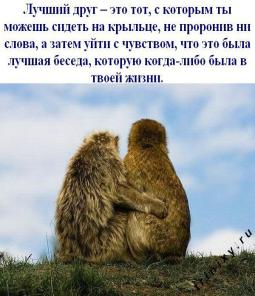 Лучший друг – это тот, с которым ты
можешь сидеть на крыльце, не проронив ни
слова, а затем уйти с чувством, что это была
лучшая беседа, которую когда-либо была в
твоей жизни.